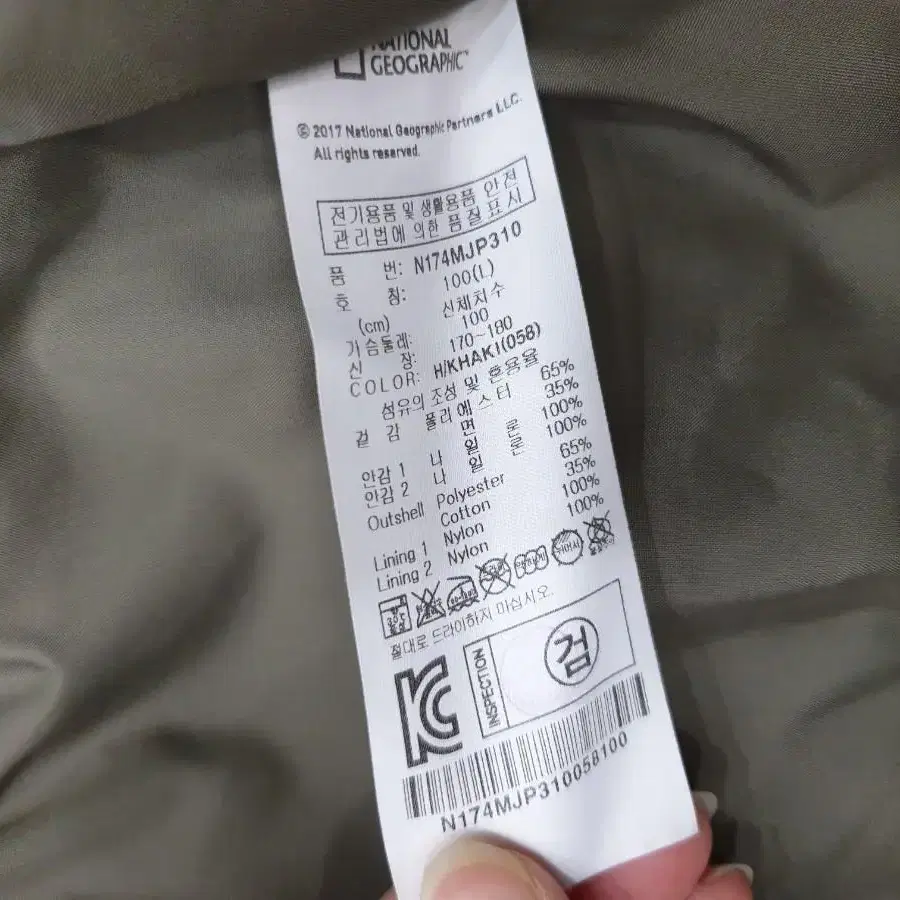 NATIONAL
GEOGRAPHIC™
© 2017 National Geographic Partners LLC.
All rights reserved.
전기용품 및 생활용품 안전
관리법에 의한 품질표시
품 번: N174MJP310
호 칭: 100(L)
(cm) 신체치수
가슴둘레: 100
신 장: 170~180
COLOR: H/KHAKI(058)
섬유의 조성 및 혼용율
겉 감 폴리에스터 65%
면 35%
안감 1 나일론 100%
안감 2 나일론 100%
Outshell Polyester 65%
Cotton 35%
Lining 1 Nylon 100%
Lining 2 Nylon 100%
절대로 드라이하지 마십시오.
INSPECTION
검
N174MJP310058100